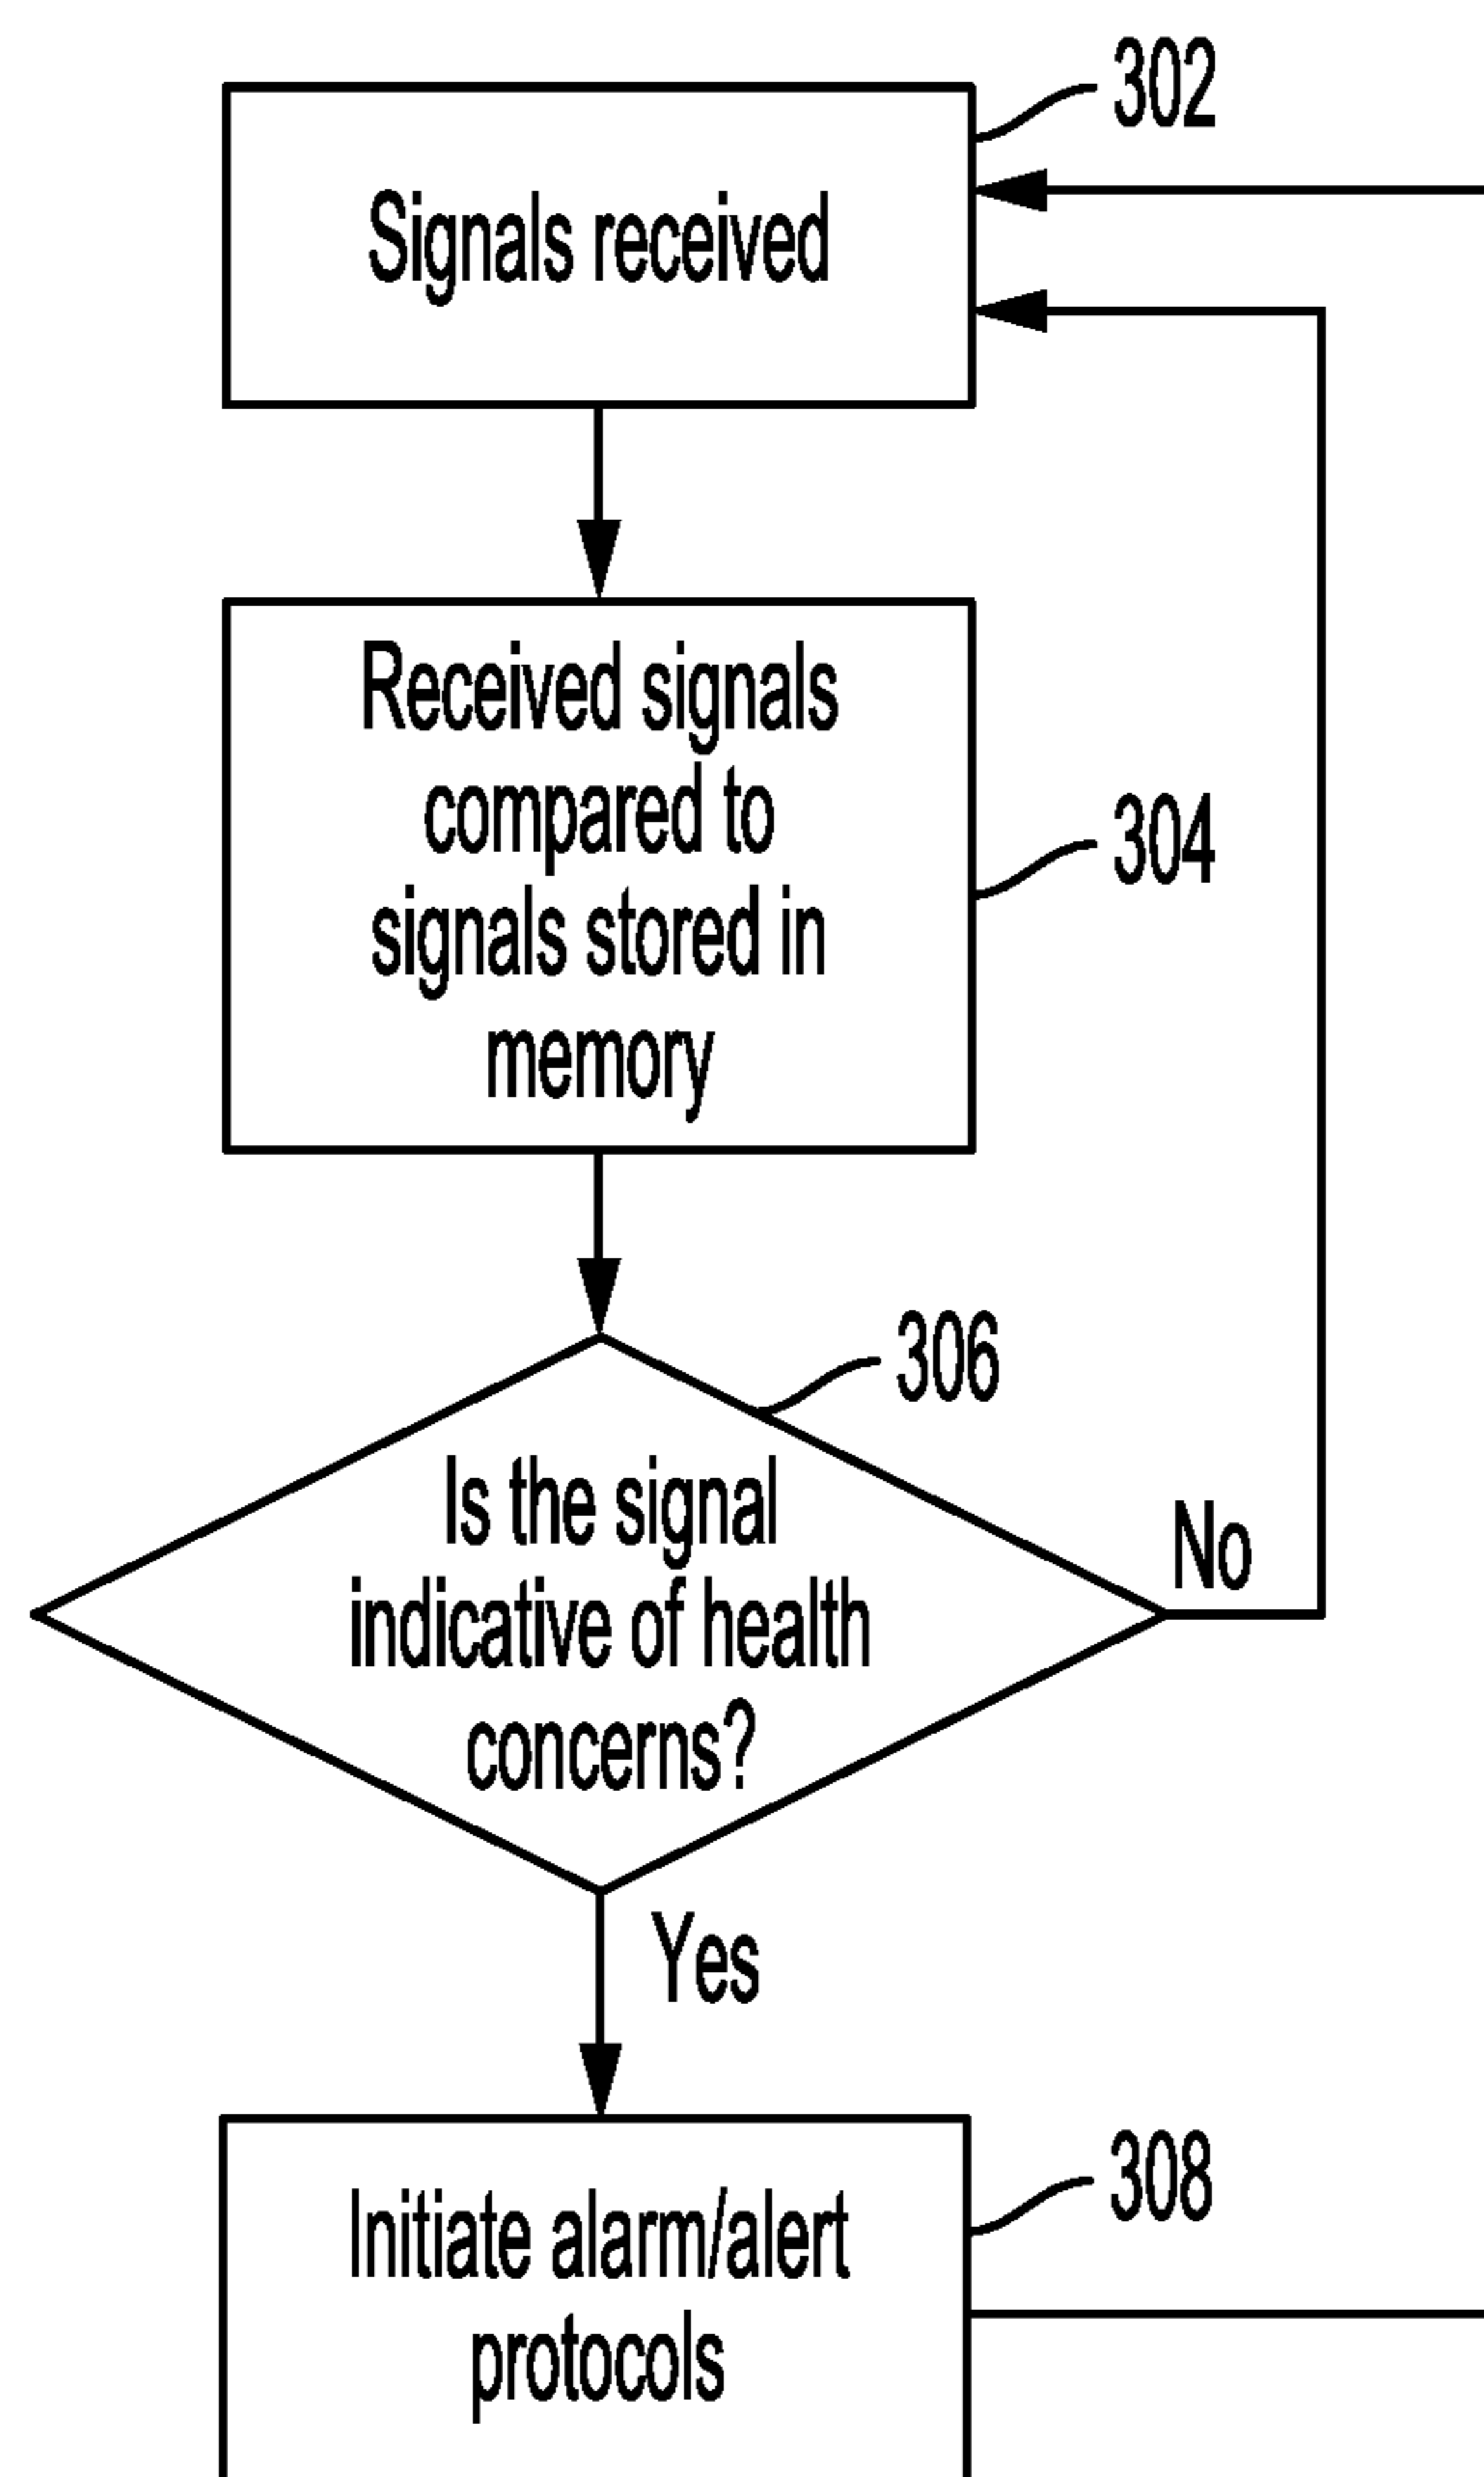 302
Signals received
Received signals
compared to
signals stored in
memory
304
306
Is the signal
indicative of health
concerns?
No
Yes
308
Initiate alarm/alert
protocols